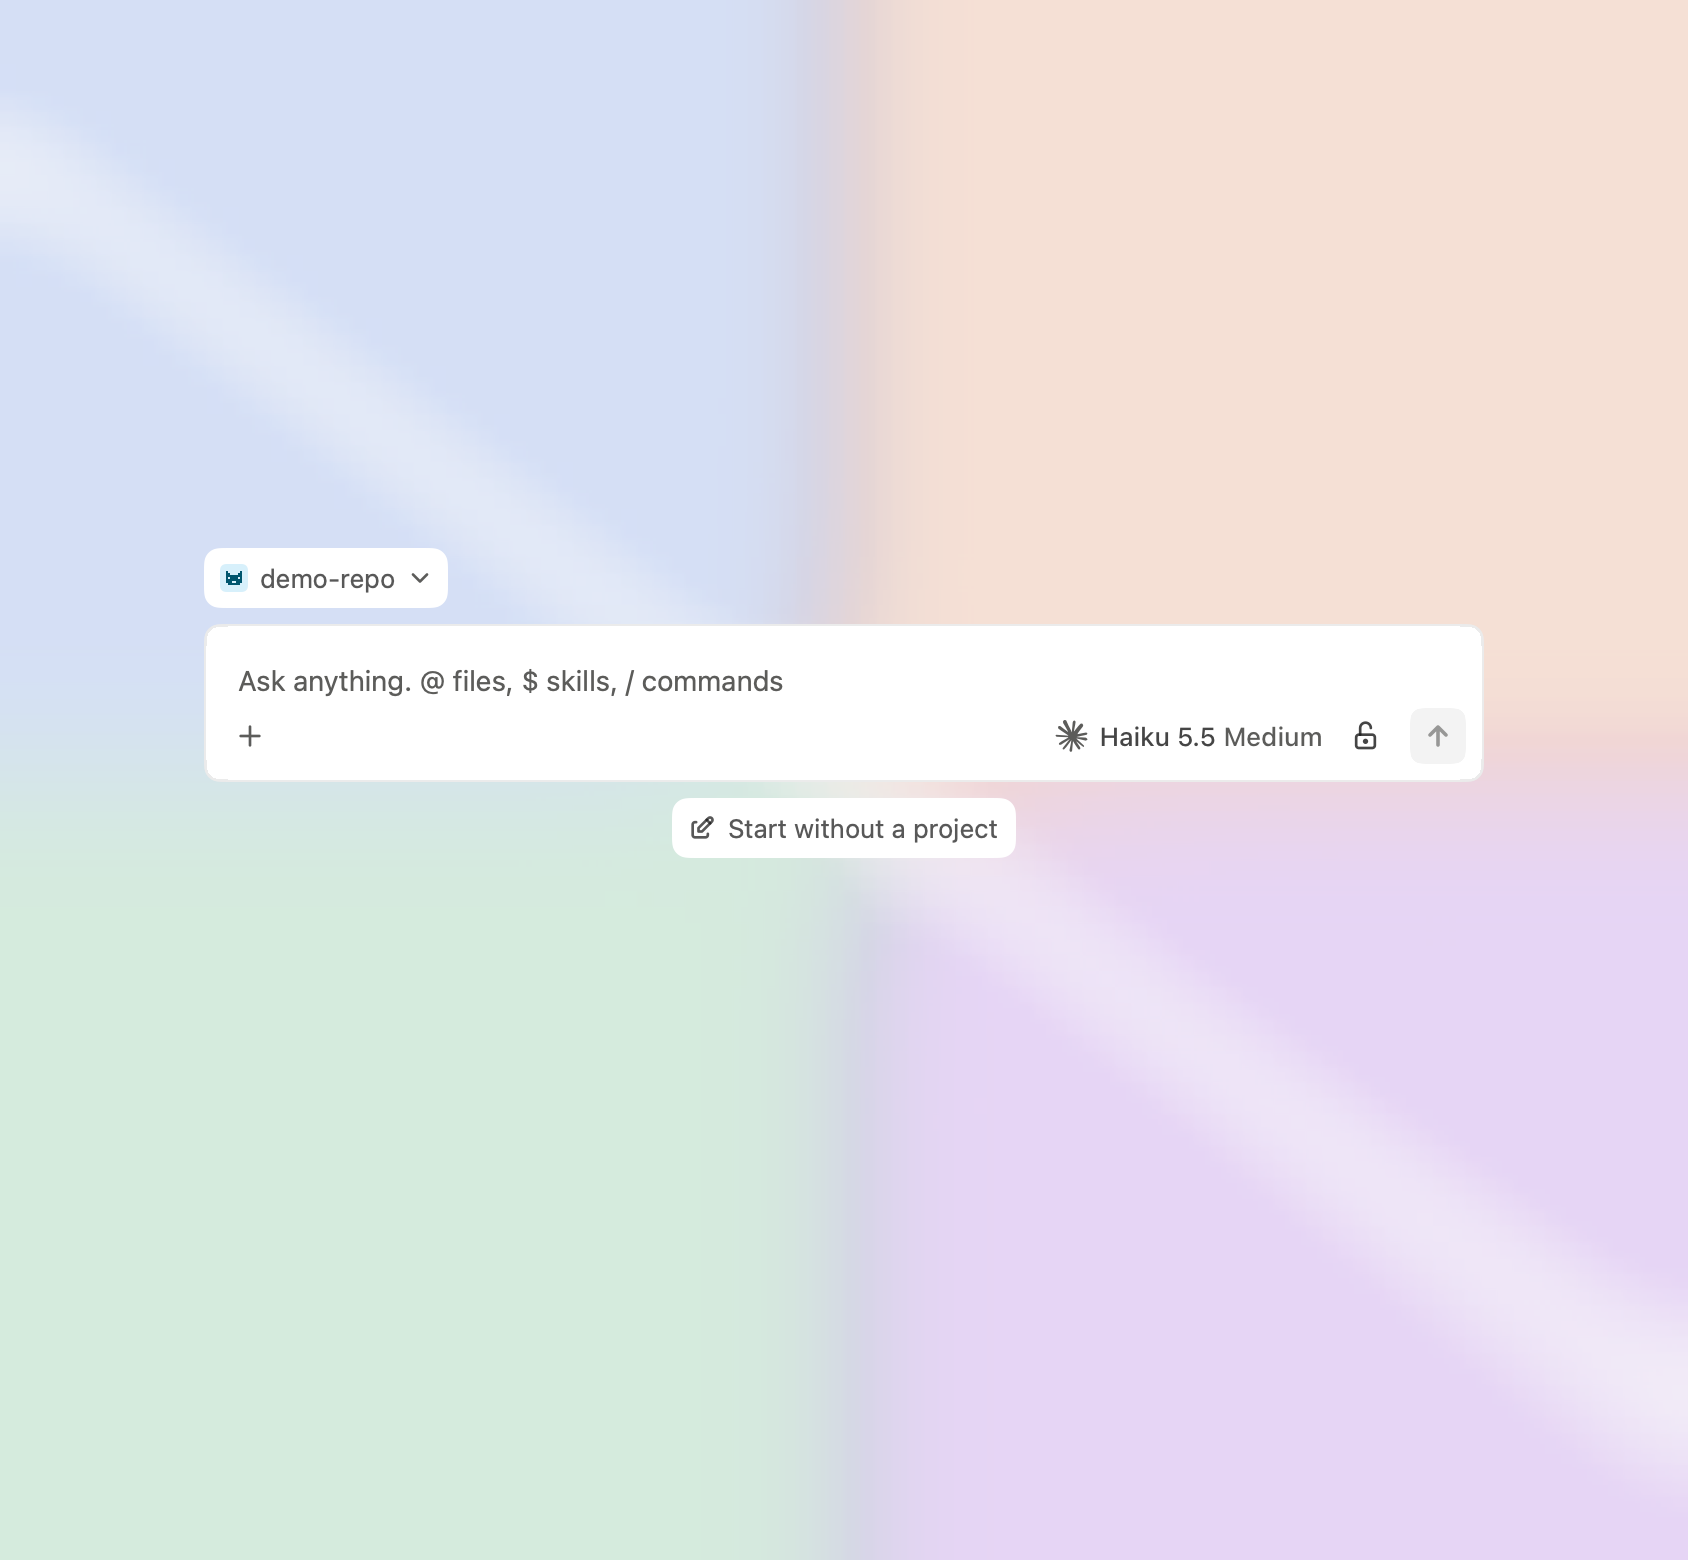 demo-repo
Ask anything. @ files, $ skills, / commands
Haiku 5.5 Medium
Start without a project